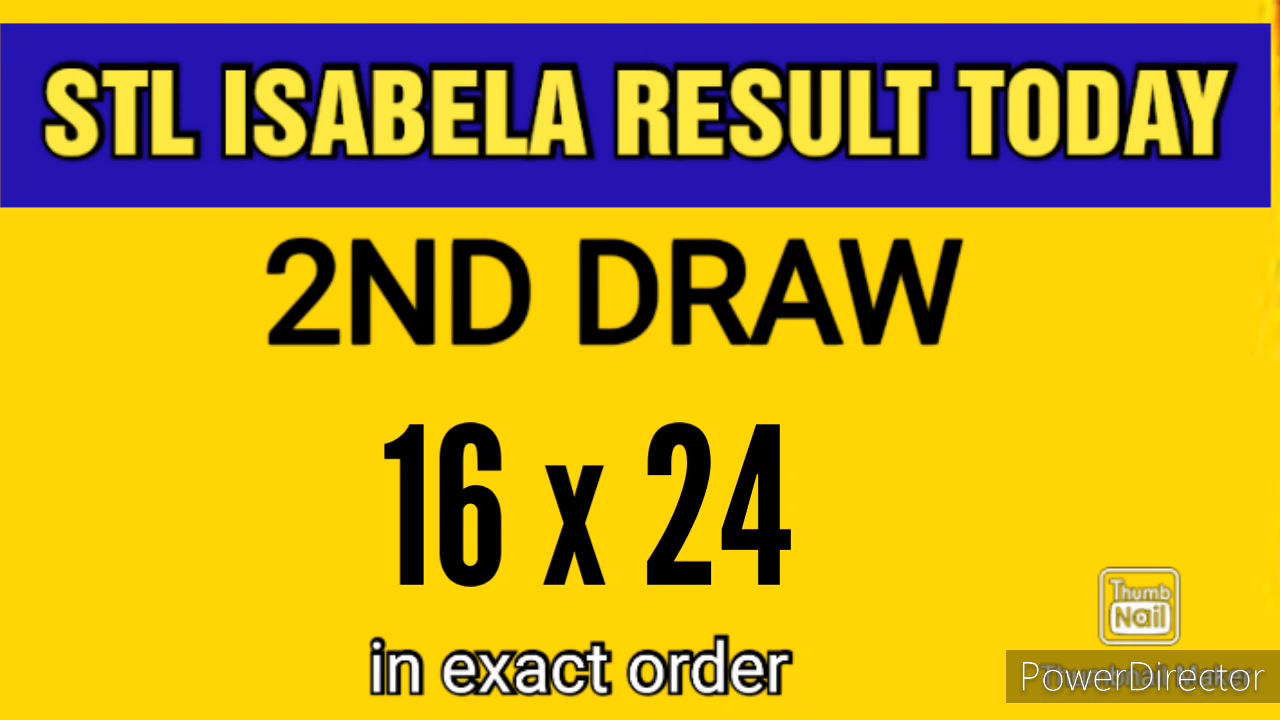 STL ISABELA RESULT TODAY
2ND DRAW
16 x 24
in exact order
Thumb
Nail
PowerDirector